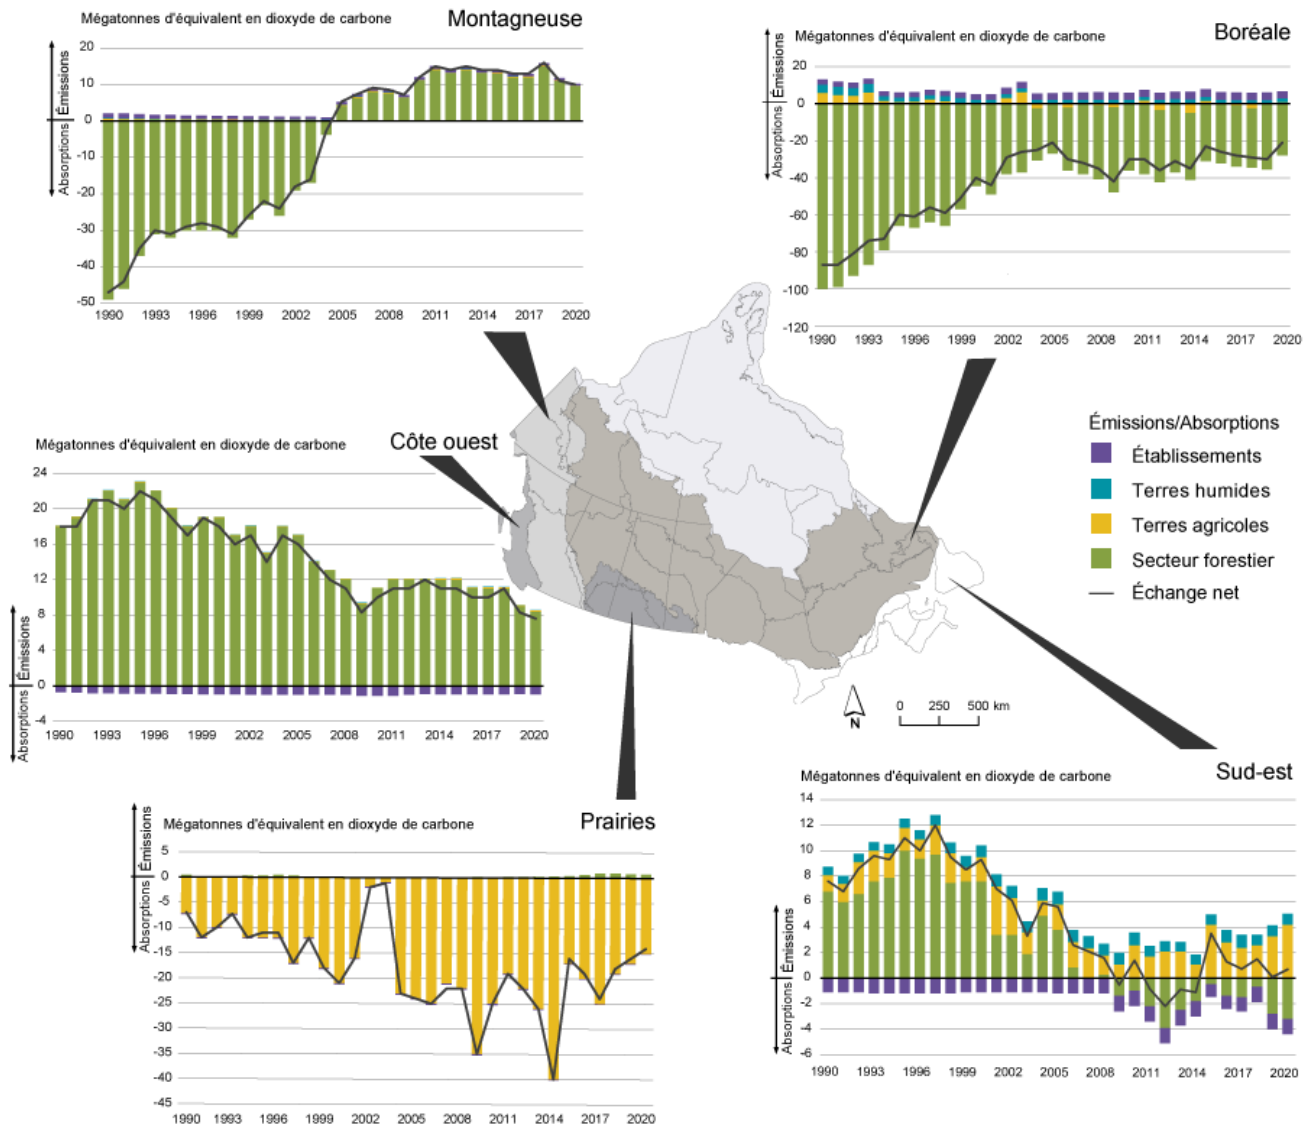 Mégatonnes d'équivalent en dioxyde de carbone
Montagneuse
Émissions
Absorptions
20
10
0
-10
-20
-30
-40
-50
1990 1993 1996 1999 2002 2005 2008 2011 2014 2017 2020
Mégatonnes d'équivalent en dioxyde de carbone
Boréale
Émissions
Absorptions
20
0
-20
-40
-60
-80
-100
-120
1990 1993 1996 1999 2002 2005 2008 2011 2014 2017 2020
Mégatonnes d'équivalent en dioxyde de carbone
Côte ouest
Émissions
Absorptions
24
20
16
12
8
4
0
-4
1990 1993 1996 1999 2002 2005 2008 2011 2014 2017 2020
Émissions/Absorptions
Établissements
Terres humides
Terres agricoles
Secteur forestier
Échange net
N
0 250 500 km
Mégatonnes d'équivalent en dioxyde de carbone
Prairies
Émissions
Absorptions
5
0
-5
-10
-15
-20
-25
-30
-35
-40
-45
1990 1993 1996 1999 2002 2005 2008 2011 2014 2017 2020
Mégatonnes d'équivalent en dioxyde de carbone
Sud-est
Émissions
Absorptions
14
12
10
8
6
4
2
0
-2
-4
-6
1990 1993 1996 1999 2002 2005 2008 2011 2014 2017 2020